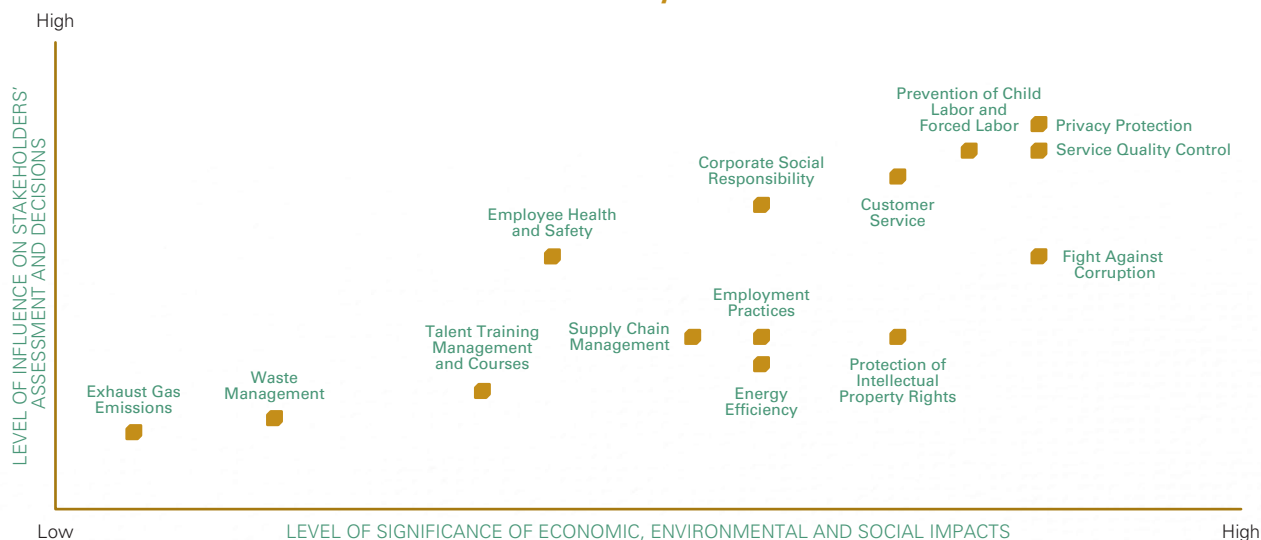 High
LEVEL OF INFLUENCE ON STAKEHOLDERS'
ASSESSMENT AND DECISIONS
Prevention of Child
Labor and
Forced Labor
Privacy Protection
Service Quality Control
Corporate Social
Responsibility
Customer
Service
Employee Health
and Safety
Fight Against
Corruption
Employment
Practices
Supply Chain
Management
Talent Training
Management
and Courses
Protection of
Intellectual
Property Rights
Energy
Efficiency
Waste
Management
Exhaust Gas
Emissions
Low
LEVEL OF SIGNIFICANCE OF ECONOMIC, ENVIRONMENTAL AND SOCIAL IMPACTS
High